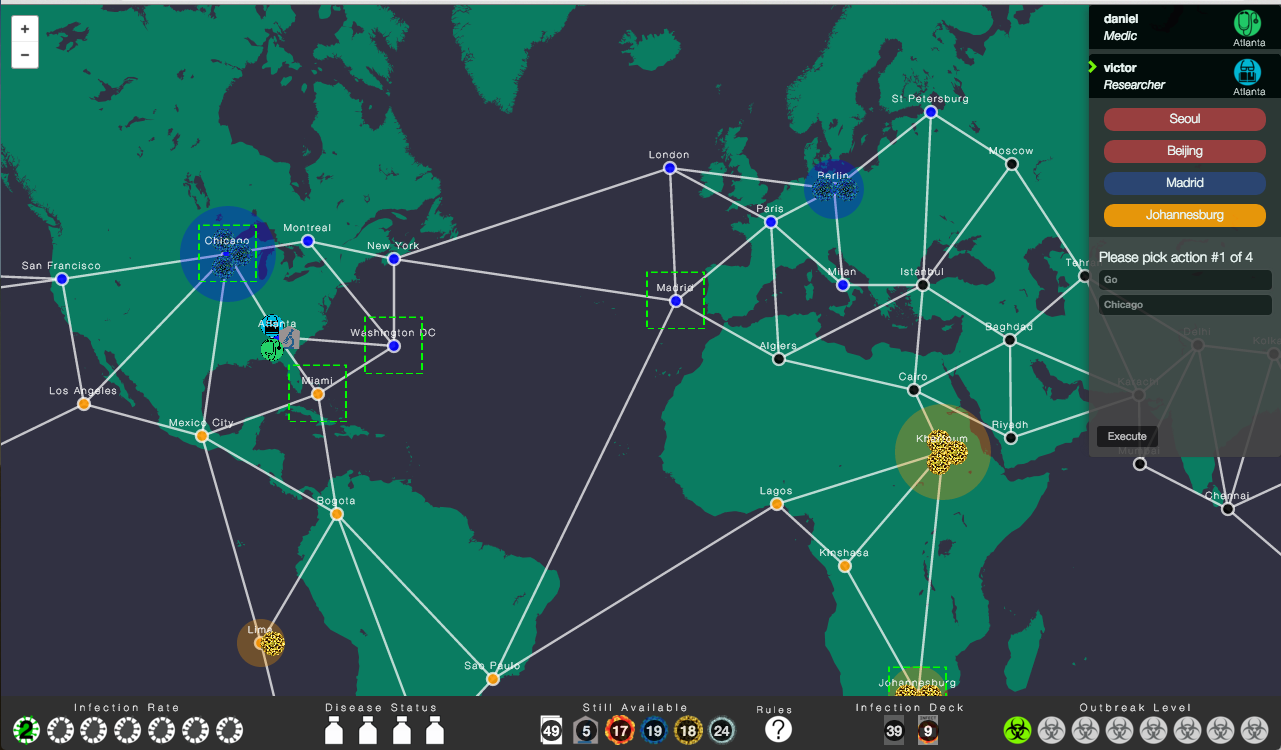 +
−
daniel
Medic
Atlanta
victor
Researcher
Atlanta
Seoul
Beijing
Madrid
Johannesburg
Please pick action #1 of 4
Go
Chicago
Execute
St Petersburg
Moscow
London
Berlin
Paris
Chicago
Montreal
New York
San Francisco
Milan
Istanbul
Madrid
Atlanta
Washington DC
Baghdad
Delhi
Algiers
Miami
Cairo
Karachi
Los Angeles
Mexico City
Khartoum
Riyadh
Mumbai
Lagos
Bogota
Chennai
Kinshasa
Lima
Sao Paulo
Johannesburg
Infection Rate
2
Disease Status
Still Available
49
5
17
19
18
24
Rules
?
Infection Deck
39
9
Outbreak Level